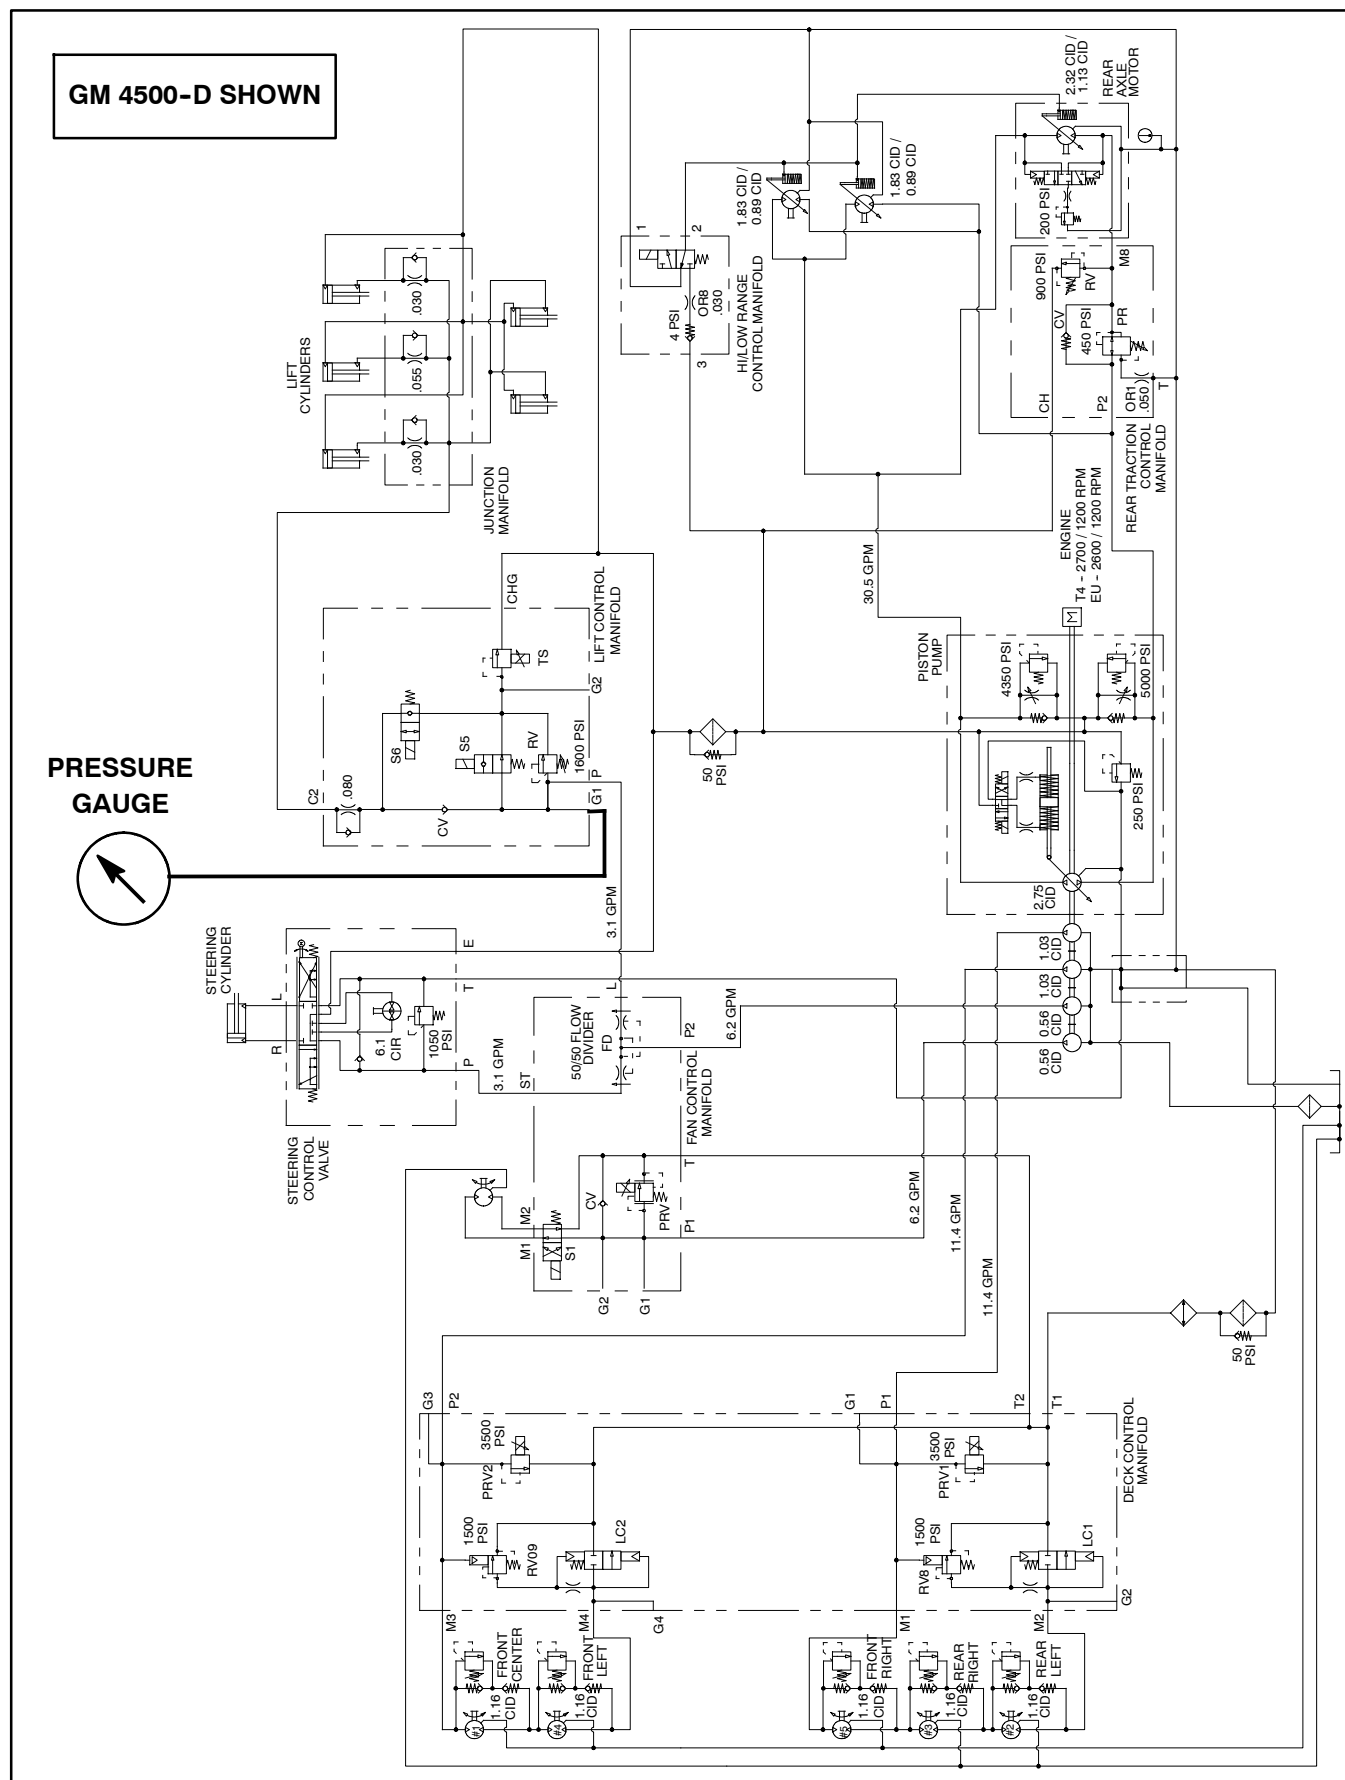 GM 4500-D SHOWN
PRESSURE
GAUGE
LIFT
CYLINDERS
.030
.055
.030
JUNCTION
MANIFOLD
1
2
3
4 PSI
OR8
.030
HI/LOW RANGE
CONTROL MANIFOLD
1.83 CID /
0.89 CID
1.83 CID /
0.89 CID
2.32 CID /
1.13 CID
REAR
AXLE
MOTOR
200 PSI
900 PSI
RV
M8
CV
450 PSI
PR
CH
P2
OR1
.050
T
REAR TRACTION
CONTROL
MANIFOLD
ENGINE
T4 - 2700 / 1200 RPM
EU - 2600 / 1200 RPM
M
30.5 GPM
PISTON
PUMP
4350 PSI
5000 PSI
250 PSI
2.75
CID
1.03
CID
1.03
CID
0.56
CID
0.56
CID
CHG
LIFT CONTROL
MANIFOLD
TS
G2
S6
S5
RV
1600 PSI
P
G1
C2
.080
CV
50
PSI
3.1 GPM
STEERING
CYLINDER
L
R
E
T
P
6.1
CIR
1050
PSI
STEERING
CONTROL
VALVE
3.1 GPM
ST
50/50 FLOW
DIVIDER
FD
L
P2
6.2 GPM
FAN CONTROL
MANIFOLD
T
CV
PRV
P1
M2
M1
S1
G2
G1
6.2 GPM
11.4 GPM
11.4 GPM
50
PSI
G3
P2
G1
P1
T2
T1
3500
PSI
PRV2
3500
PSI
PRV1
DECK CONTROL
MANIFOLD
1500
PSI
RV09
LC2
1500
PSI
RV8
LC1
M3
M4
G4
M1
M2
G2
FRONT
CENTER
1.16
CID
#1
FRONT
LEFT
1.16
CID
#4
FRONT
RIGHT
1.16
CID
#5
REAR
RIGHT
1.16
CID
#3
REAR
LEFT
1.16
CID
#2